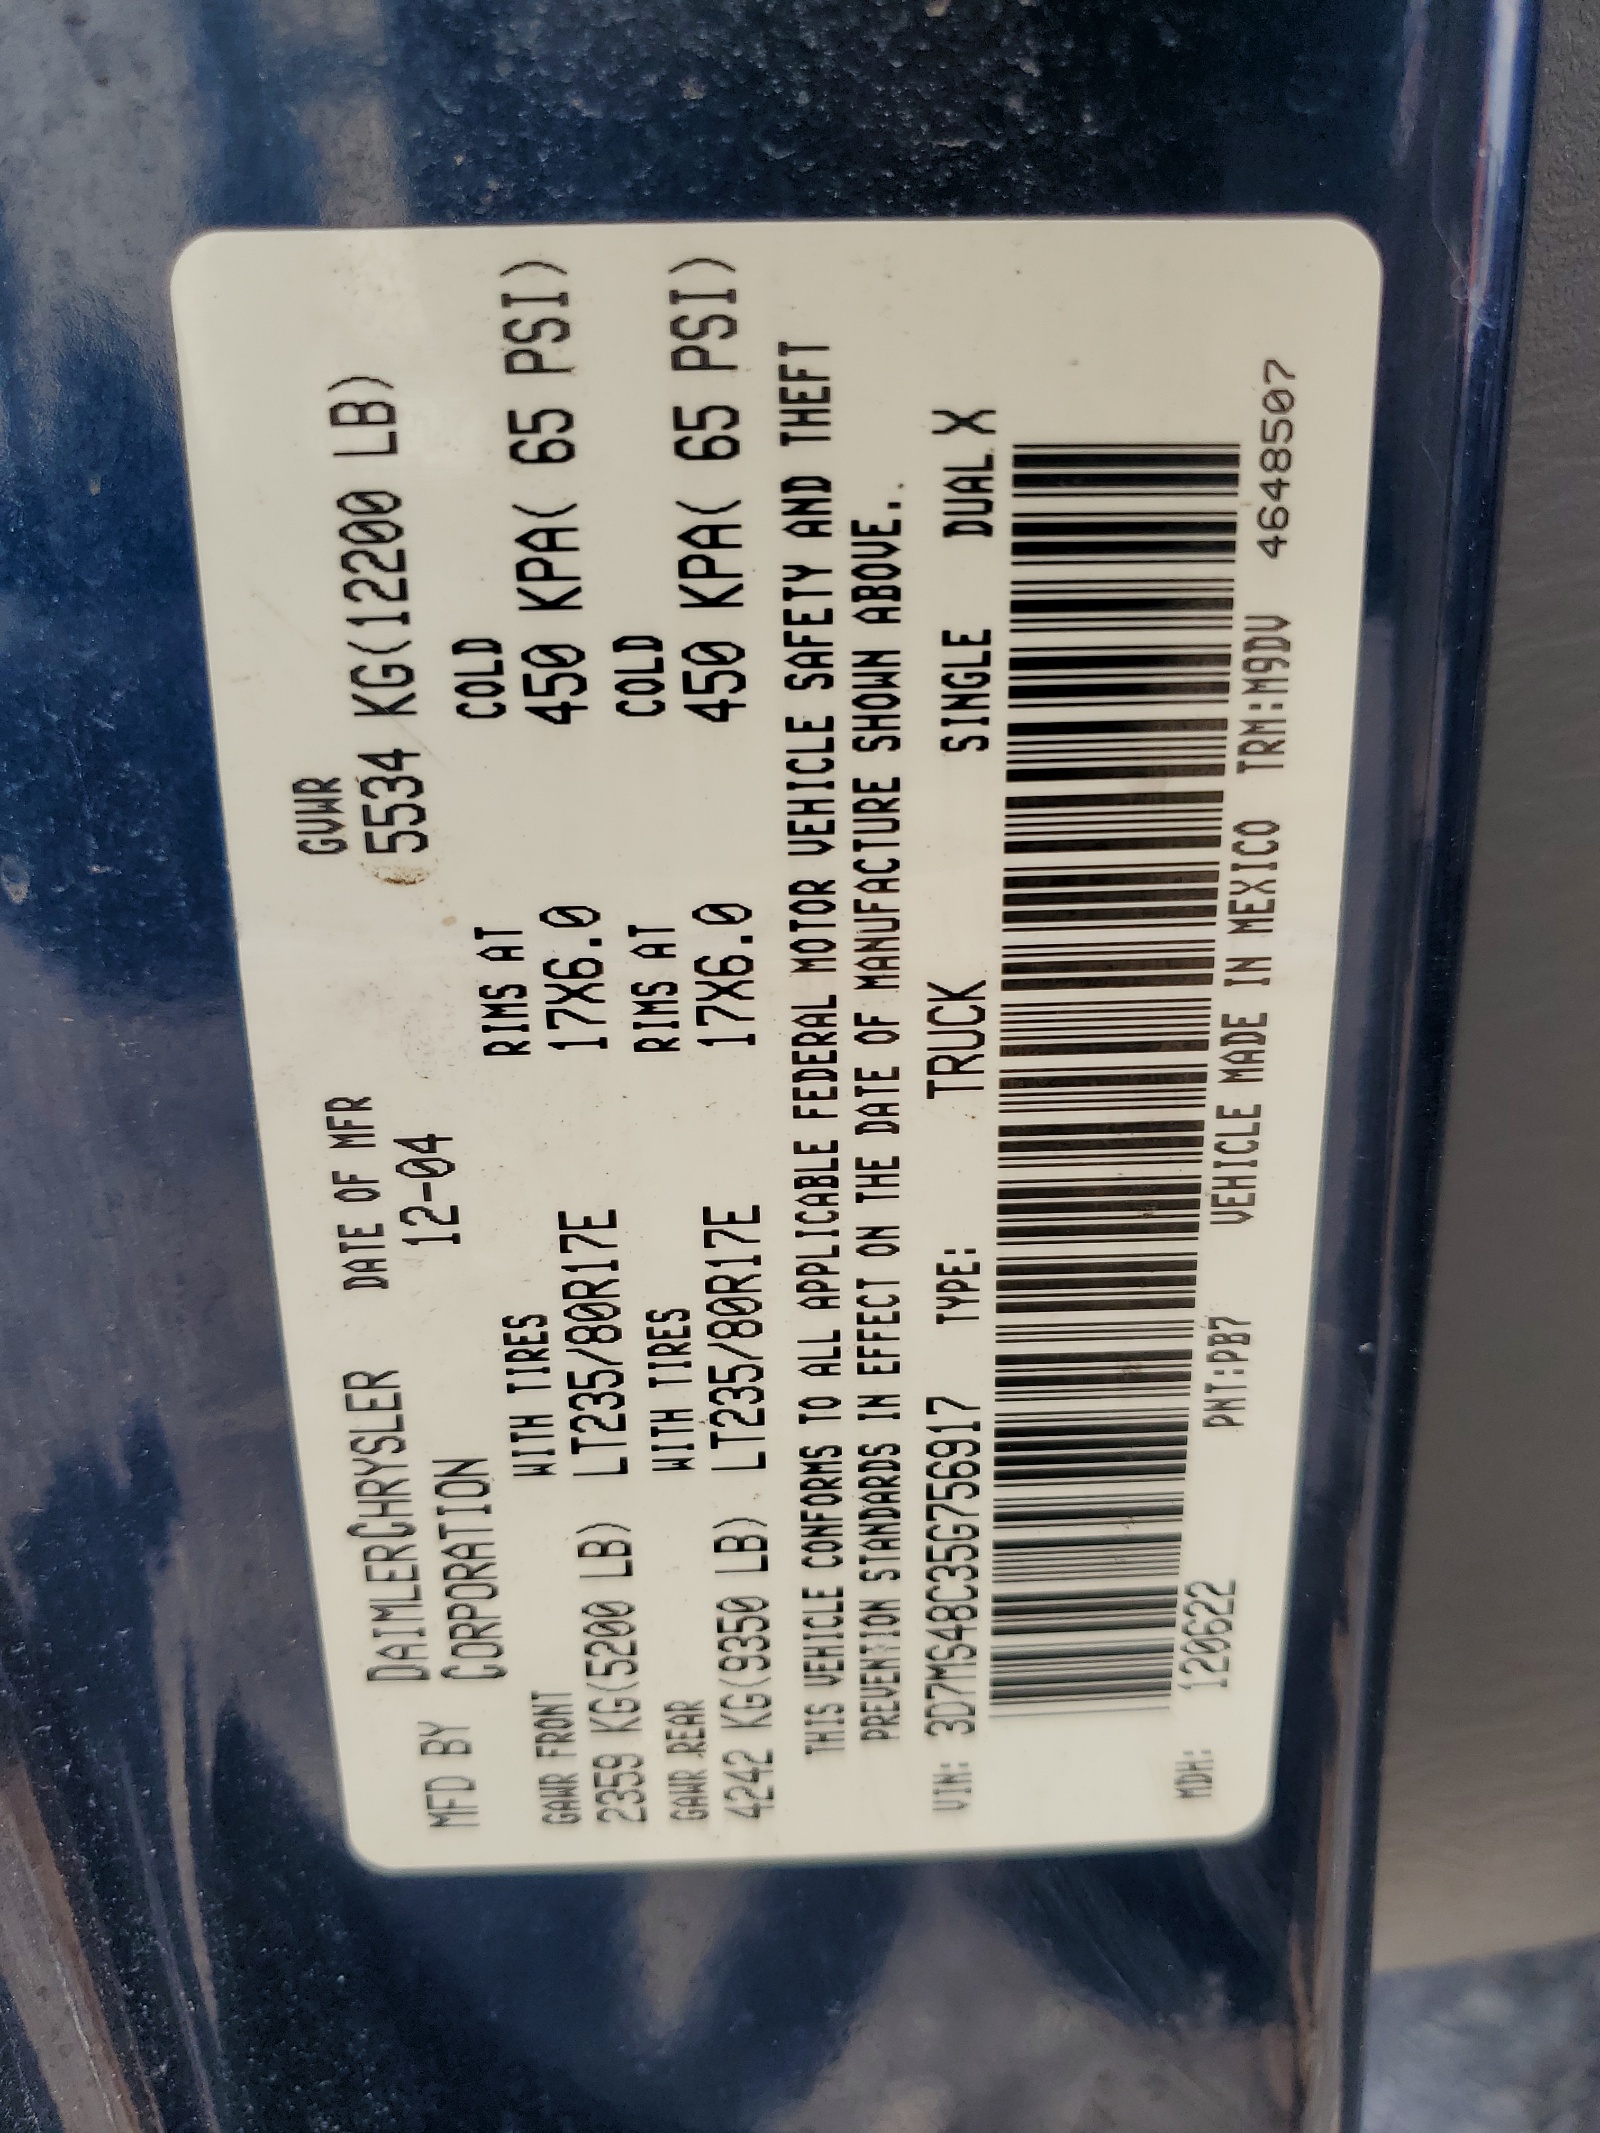 MFD BY DAIMLERCHRYSLER CORPORATION DATE OF MFR 12-04 GVWR 5534 KG(12200 LB)
GAWR FRONT WITH TIRES RIMS AT COLD
2359 KG(5200 LB) LT235/80R17E 17X6.0 450 KPA( 65 PSI)
GAWR REAR WITH TIRES RIMS AT COLD
4242 KG(9350 LB) LT235/80R17E 17X6.0 450 KPA( 65 PSI)
THIS VEHICLE CONFORMS TO ALL APPLICABLE FEDERAL MOTOR VEHICLE SAFETY AND THEFT
PREVENTION STANDARDS IN EFFECT ON THE DATE OF MANUFACTURE SHOWN ABOVE.
VIN: 3D7MS48C35G756917 TYPE: TRUCK SINGLE DUAL X
MDH: 120622 PNT:PB7 VEHICLE MADE IN MEXICO TRM:M9DV 4648507